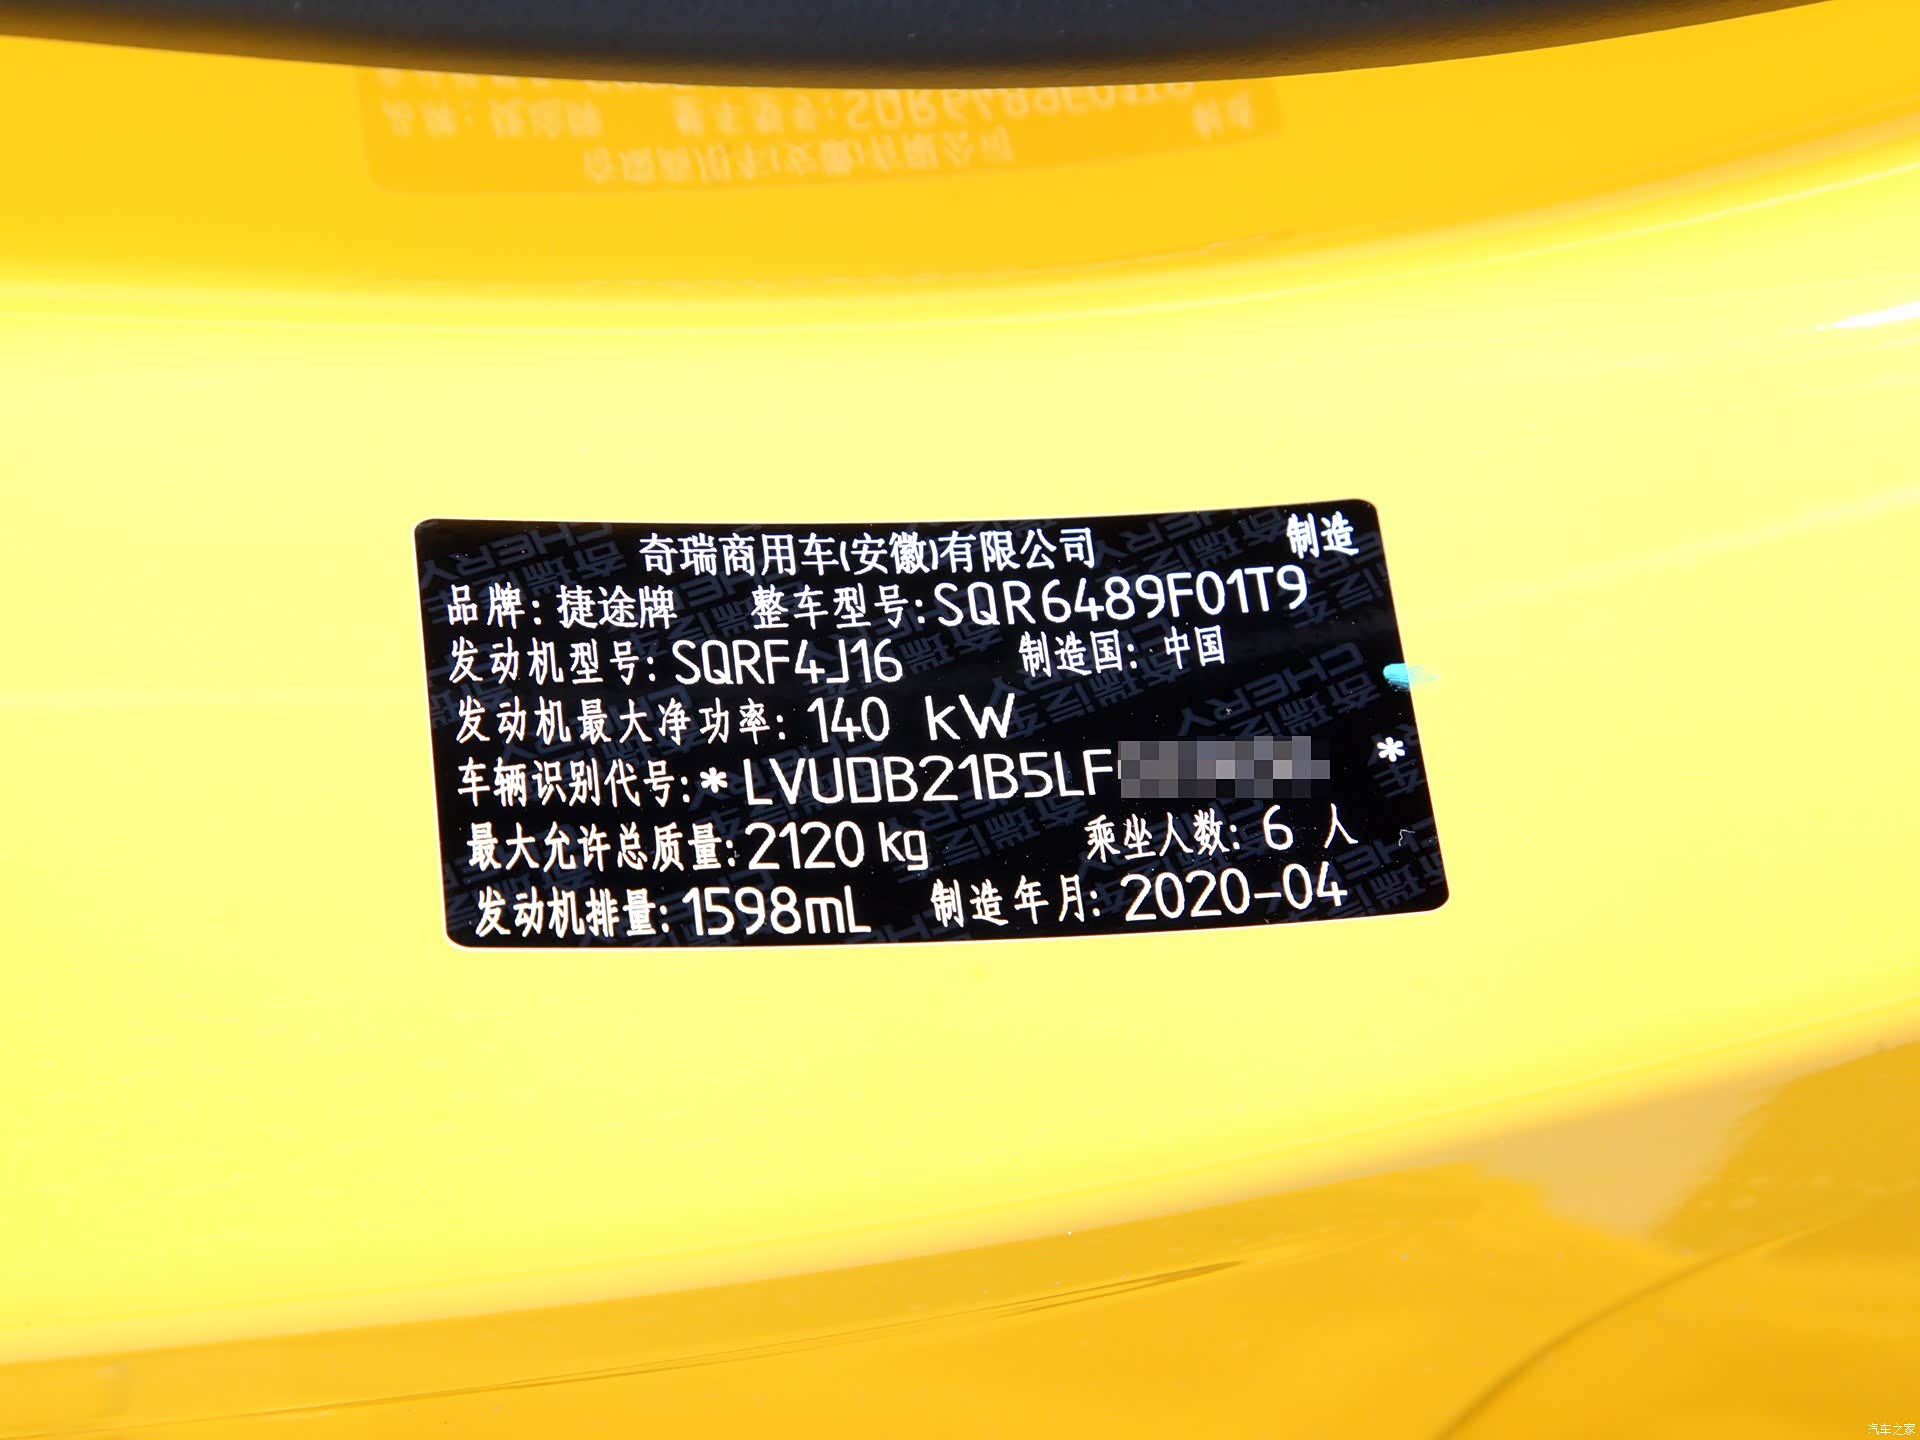 奇瑞商用车(安徽)有限公司 制造
品牌: 捷途牌 整车型号: SQR6489F01T9
发动机型号: SQRF4J16 制造国: 中国
发动机最大净功率: 140 kW
车辆识别代号: * LVUDB21B5LF *
最大允许总质量: 2120 kg 乘坐人数: 6 人
发动机排量: 1598mL 制造年月: 2020-04
汽车之家